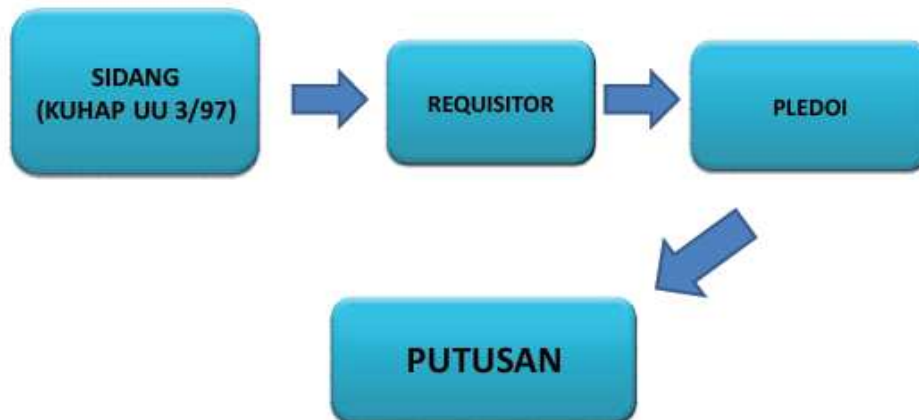 SIDANG
(KUHAP UU 3/97)
REQUISITOR
PLEDOI
PUTUSAN